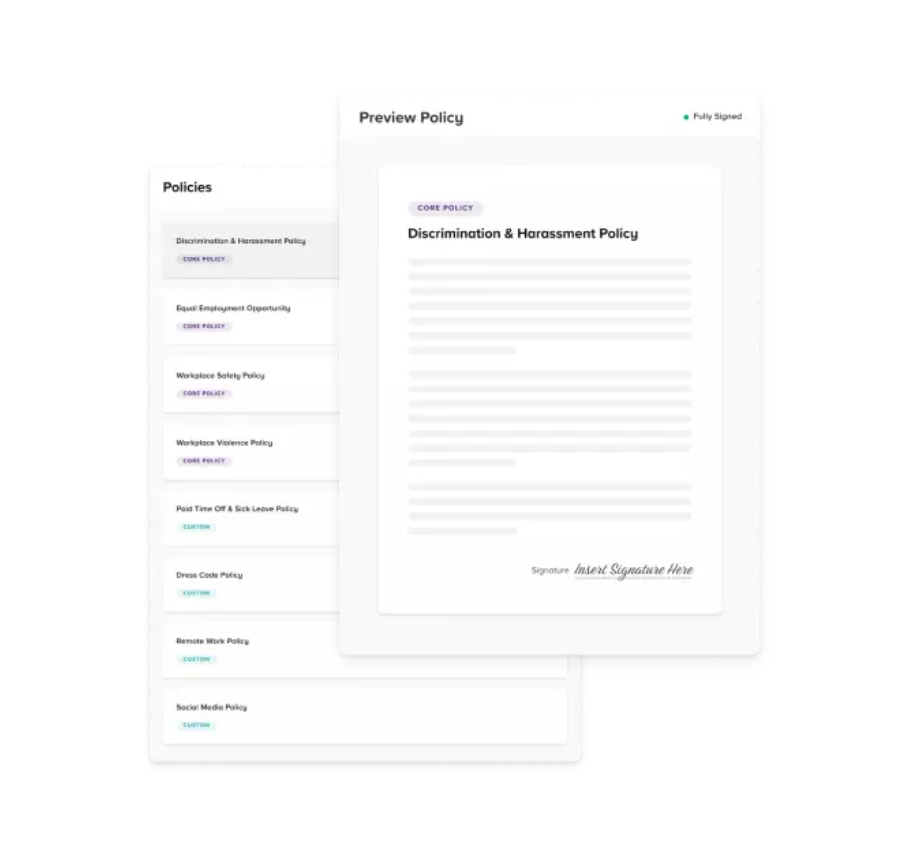 Preview Policy
Fully Signed
CORE POLICY
Discrimination & Harassment Policy
Signature Insert Signature Here
Policies
Discrimination & Harassment Policy
CORE POLICY
Equal Employment Opportunity
CORE POLICY
Workplace Safety Policy
CORE POLICY
Workplace Violence Policy
CORE POLICY
Paid Time Off & Sick Leave Policy
CUSTOM
Dress Code Policy
CUSTOM
Remote Work Policy
CUSTOM
Social Media Policy
CUSTOM